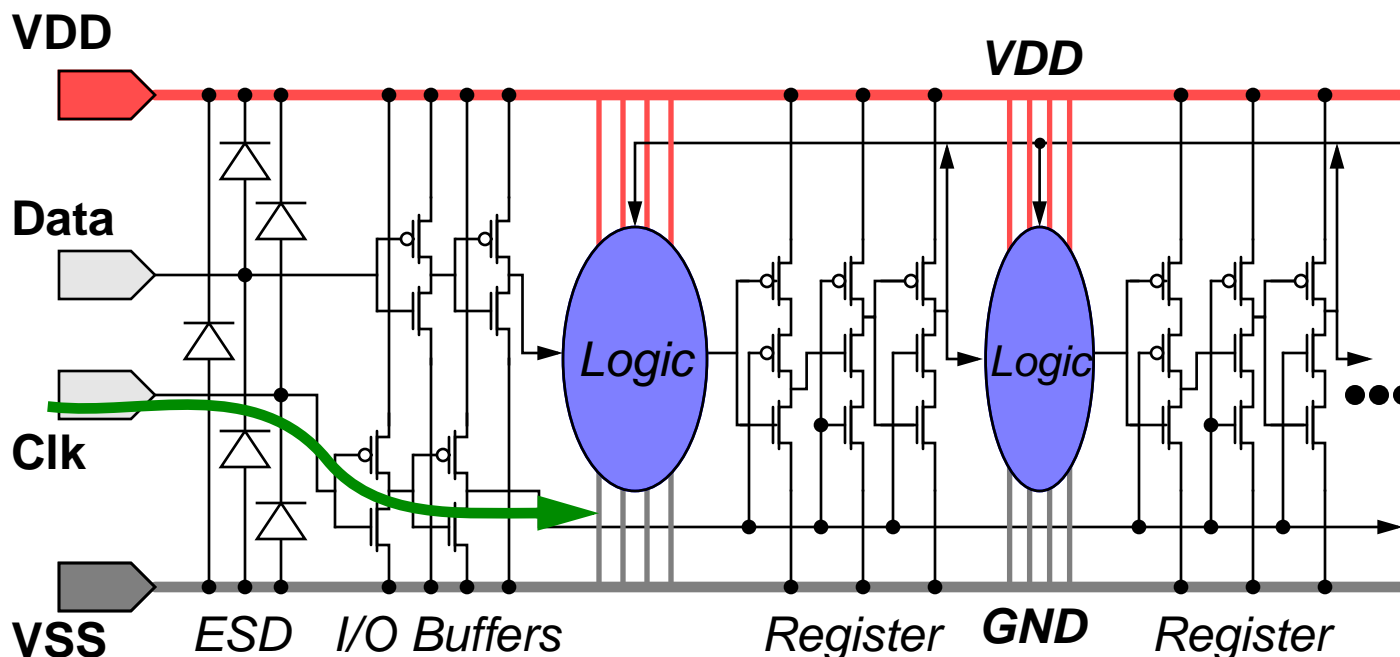 VDD
VDD
Data
Logic
Logic
Clk
VSS
ESD
I/O Buffers
Register
GND
Register